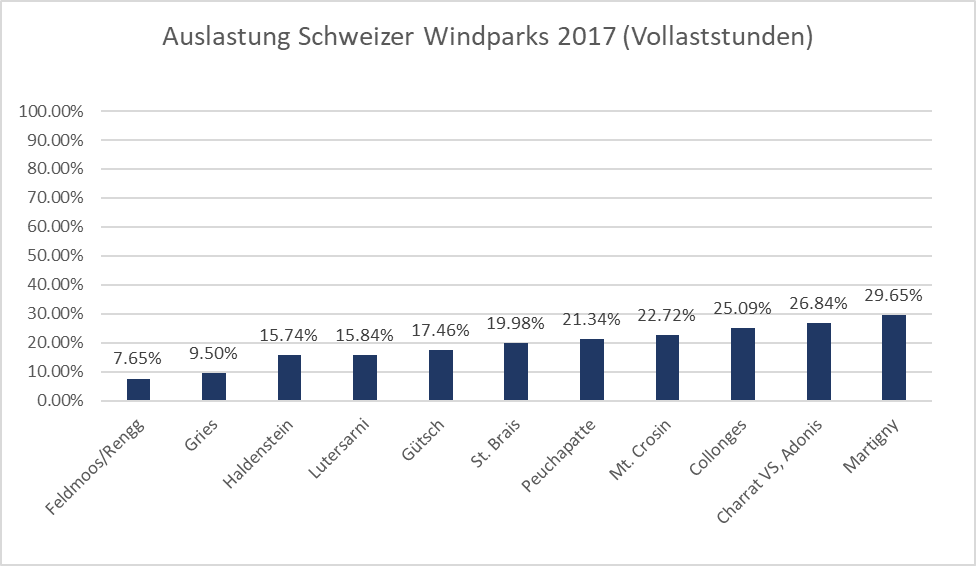 Auslastung Schweizer Windparks 2017 (Vollaststunden)
100.00%
90.00%
80.00%
70.00%
60.00%
50.00%
40.00%
30.00%
20.00%
10.00%
0.00%
7.65%
9.50%
15.74%
15.84%
17.46%
19.98%
21.34%
22.72%
25.09%
26.84%
29.65%
Feldmoos/Rengg
Gries
Haldenstein
Lutersarni
Gütsch
St. Brais
Peuchapatte
Mt. Crosin
Collonges
Charrat VS, Adonis
Martigny